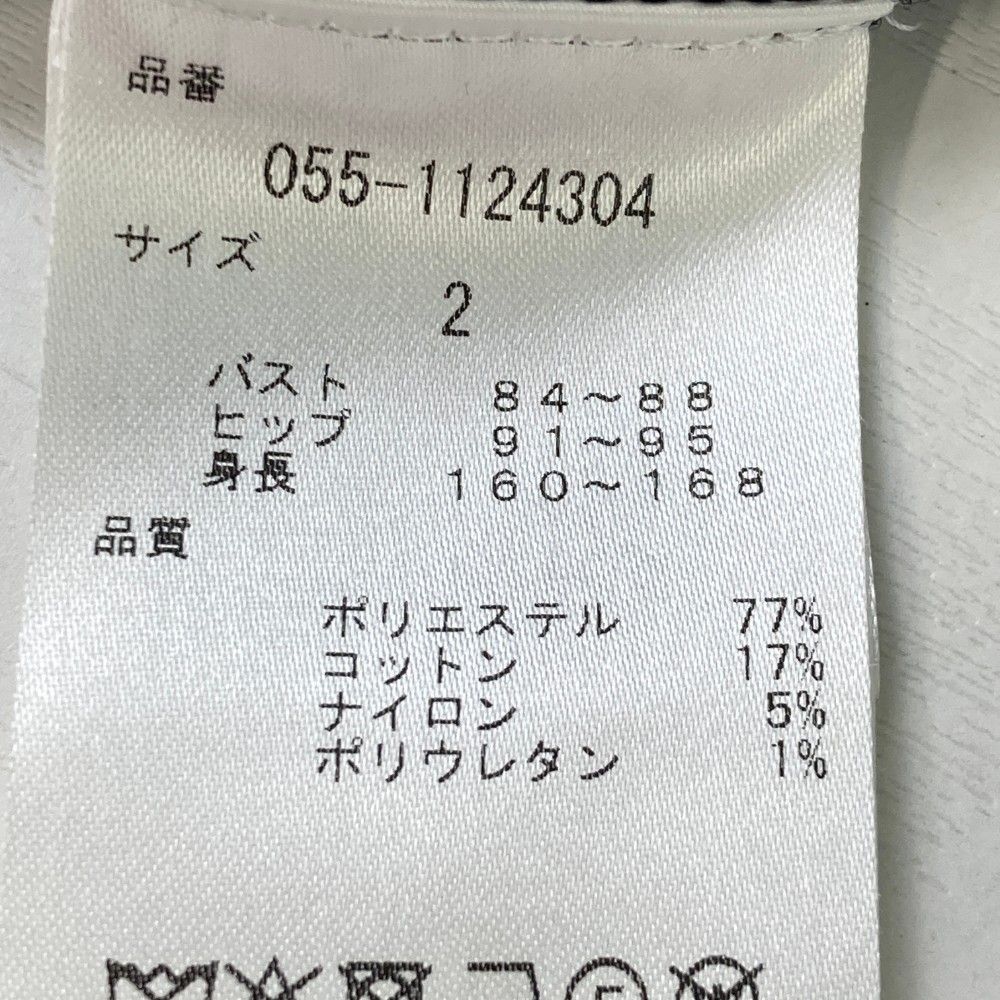 品番
055-1124304
サイズ
2
バスト 84～88
ヒップ 91～95
身長 160～168
品質
ポリエステル 77%
コットン 17%
ナイロン 5%
ポリウレタン 1%